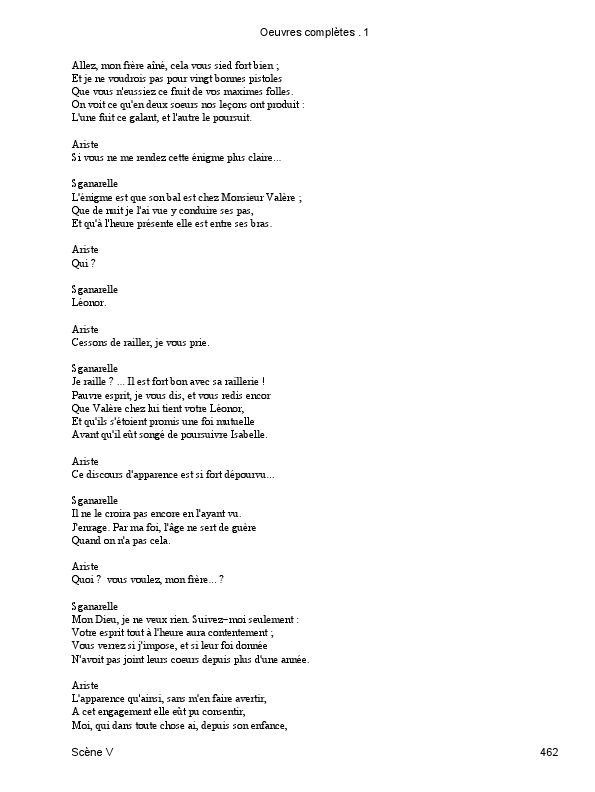 Oeuvres complètes . 1
Allez, mon frère aîné, cela vous sied fort bien ;
Et je ne voudrois pas pour vingt bonnes pistoles
Que vous n'eussiez ce fruit de vos maximes folles.
On voit ce qu'en deux soeurs nos leçons ont produit :
L'une fuit ce galant, et l'autre le poursuit.
Ariste
Si vous ne me rendez cette énigme plus claire...
Sganarelle
L'énigme est que son bal est chez Monsieur Valère ;
Que de nuit je l'ai vue y conduire ses pas,
Et qu'à l'heure présente elle est entre ses bras.
Ariste
Qui ?
Sganarelle
Léonor.
Ariste
Cessons de railler, je vous prie.
Sganarelle
Je raille ? ... Il est fort bon avec sa raillerie !
Pauvre esprit, je vous dis, et vous redis encor
Que Valère chez lui tient votre Léonor,
Et qu'ils s'étoient promis une foi mutuelle
Avant qu'il eût songé de poursuivre Isabelle.
Ariste
Ce discours d'apparence est si fort dépourvu...
Sganarelle
Il ne le croira pas encore en l'ayant vu.
J'enrage. Par ma foi, l'âge ne sert de guère
Quand on n'a pas cela.
Ariste
Quoi ? vous voulez, mon frère... ?
Sganarelle
Mon Dieu, je ne veux rien. Suivez-moi seulement :
Votre esprit tout à l'heure aura contentement ;
Vous verrez si j'impose, et si leur foi donnée
N'avoit pas joint leurs coeurs depuis plus d'une année.
Ariste
L'apparence qu'ainsi, sans m'en faire avertir,
A cet engagement elle eût pu consentir,
Moi, qui dans toute chose ai, depuis son enfance,
Scène V
462